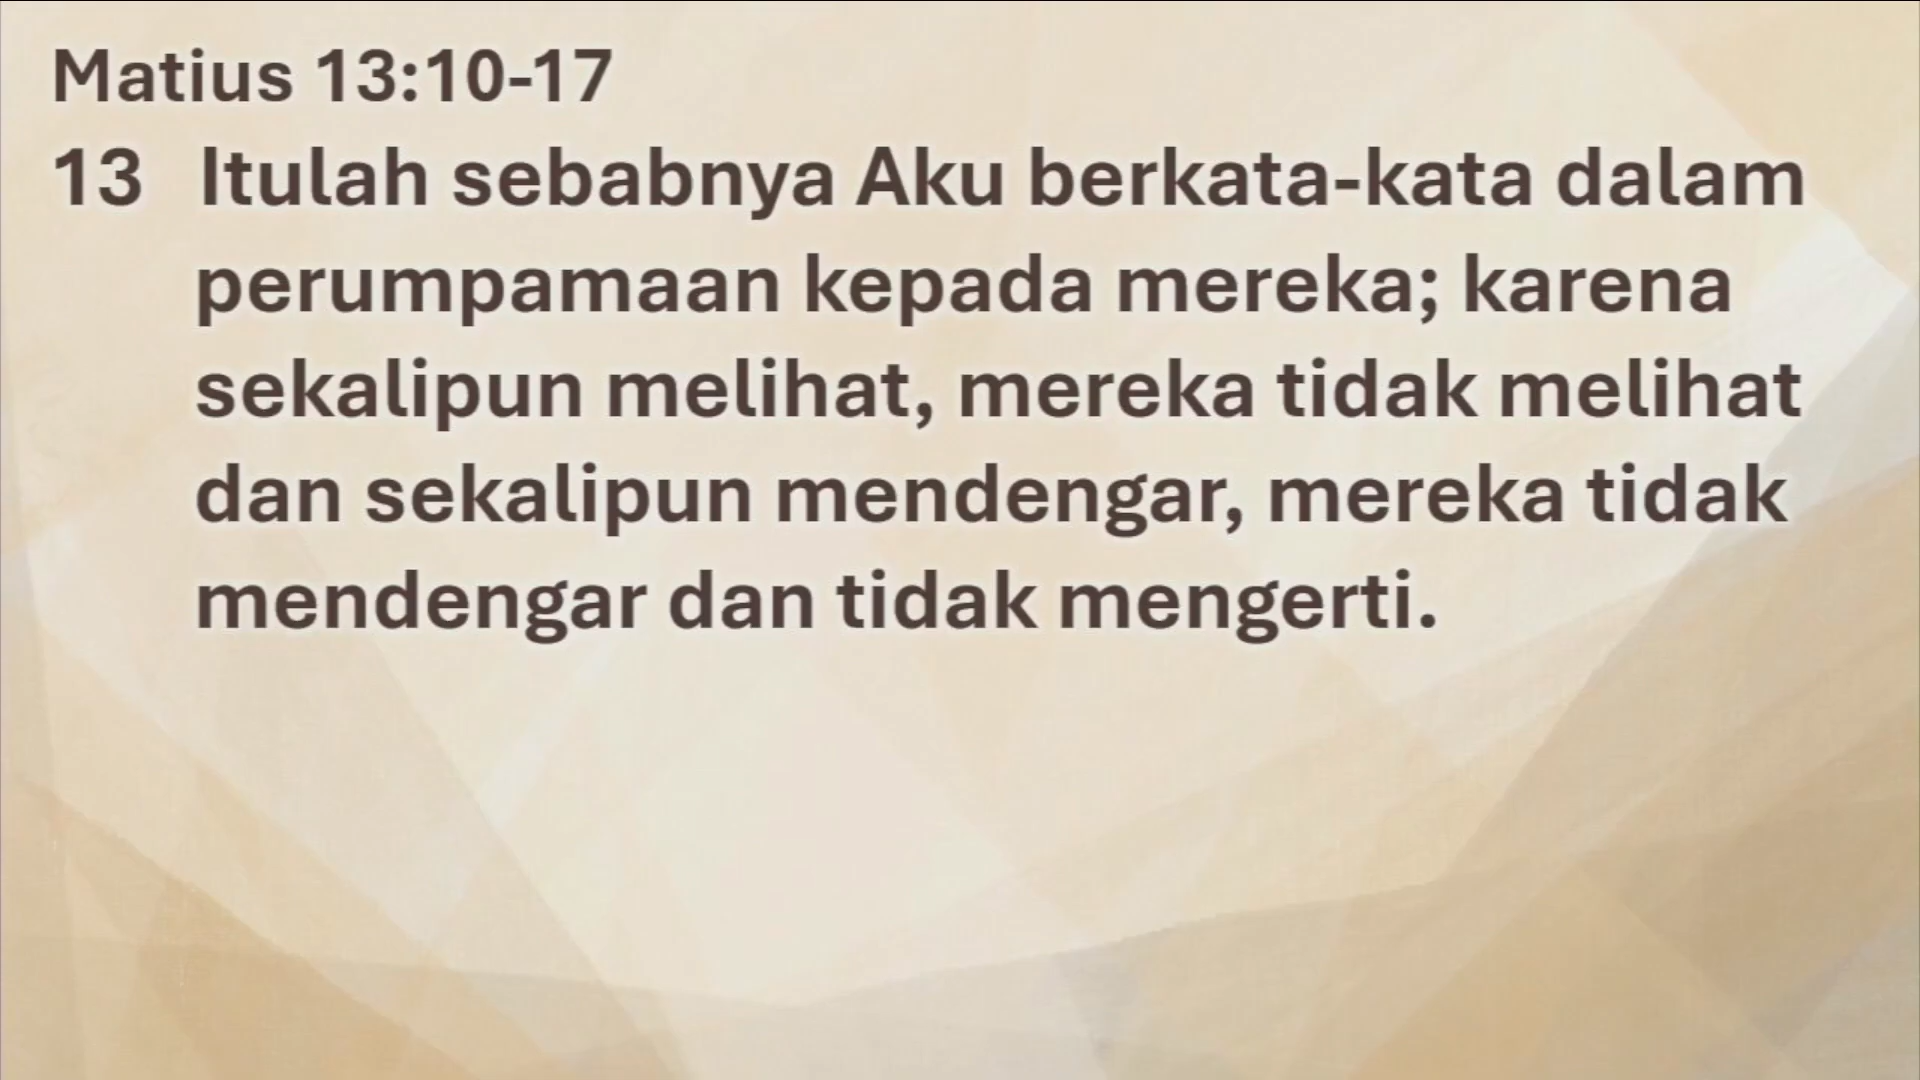 Matius 13:10-17
13 Itulah sebabnya Aku berkata-kata dalam
perumpamaan kepada mereka; karena
sekalipun melihat, mereka tidak melihat
dan sekalipun mendengar, mereka tidak
mendengar dan tidak mengerti.